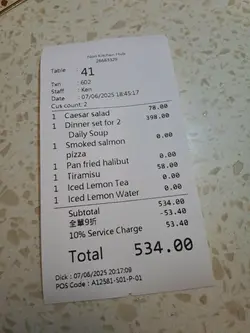 26683329
Table 41
Txn : 602
Staff : Ken
Date : 07/06/2025 18:45:17
Cus count: 2
1 Caesar salad 78.00
1 Dinner set for 2 398.00
Daily Soup
1 Smoked salmon 0.00
pizza
1 Pan fried halibut 0.00
1 Tiramisu 58.00
1 Iced Lemon Tea 0.00
1 Iced Lemon Water 0.00
Subtotal 534.00
全單9折 -53.40
10% Service Charge 53.40
Total 534.00
Dick : 07/06/2025 20:17:09
POS Code : A12581-S01-P-01